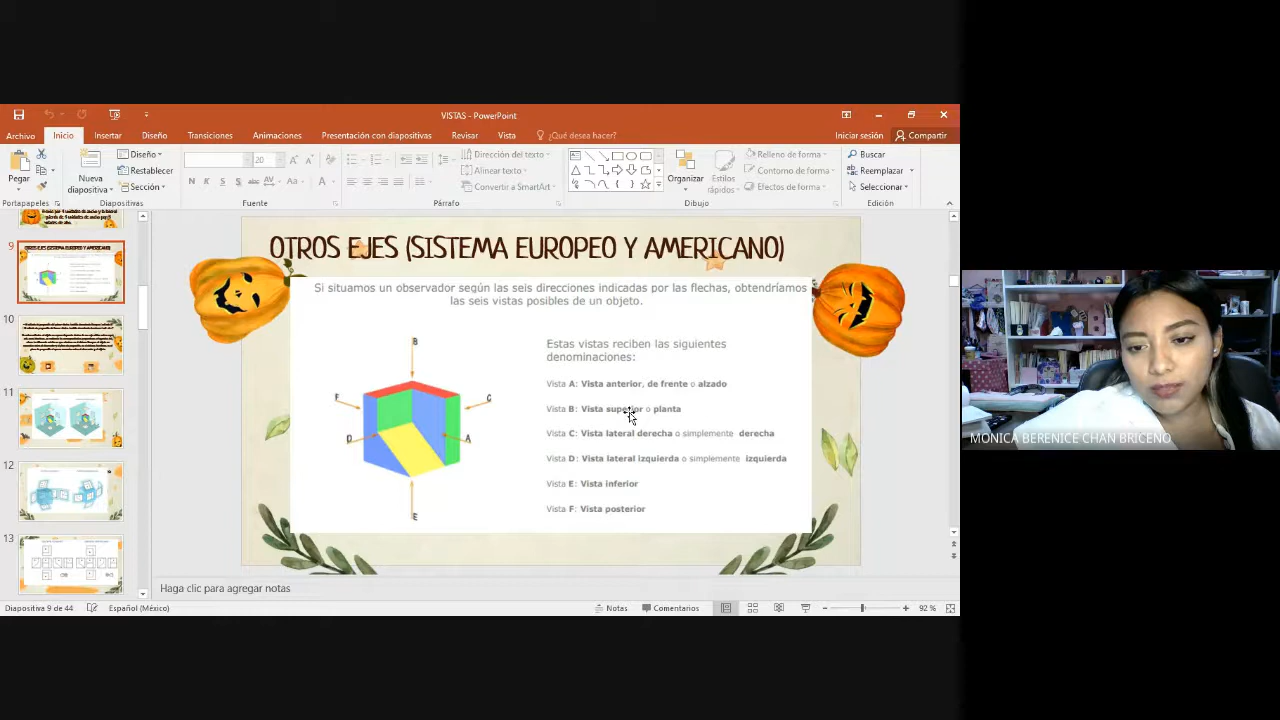 VISTAS - PowerPoint
Archivo Inicio Insertar Diseño Transiciones Animaciones Presentación con diapositivas Revisar Vista ¿Qué desea hacer? Iniciar sesión Compartir
Pegar
Nueva
diapositiva
Diseño
Restablecer
Sección
20
N K S S abc AV Aa A
Dirección del texto
Alinear texto
Convertir a SmartArt
Organizar
Estilos
rápidos
Relleno de forma
Contorno de forma
Efectos de forma
Buscar
Reemplazar
Seleccionar
Portapapeles Diapositivas Fuente Párrafo Dibujo Edición
9
10
11
12
13
OTROS EJES (SISTEMA EUROPEO Y AMERICANO)
Si situamos un observador según las seis direcciones indicadas por las flechas, obtendríamos
las seis vistas posibles de un objeto.
B
F
C
D
A
E
Estas vistas reciben las siguientes
denominaciones:
Vista A: Vista anterior, de frente o alzado
Vista B: Vista superior o planta
Vista C: Vista lateral derecha o simplemente derecha
Vista D: Vista lateral izquierda o simplemente izquierda
Vista E: Vista inferior
Vista F: Vista posterior
Haga clic para agregar notas
Diapositiva 9 de 44 Español (México) Notas Comentarios 92 %
MONICA BERENICE CHAN BRICEÑO